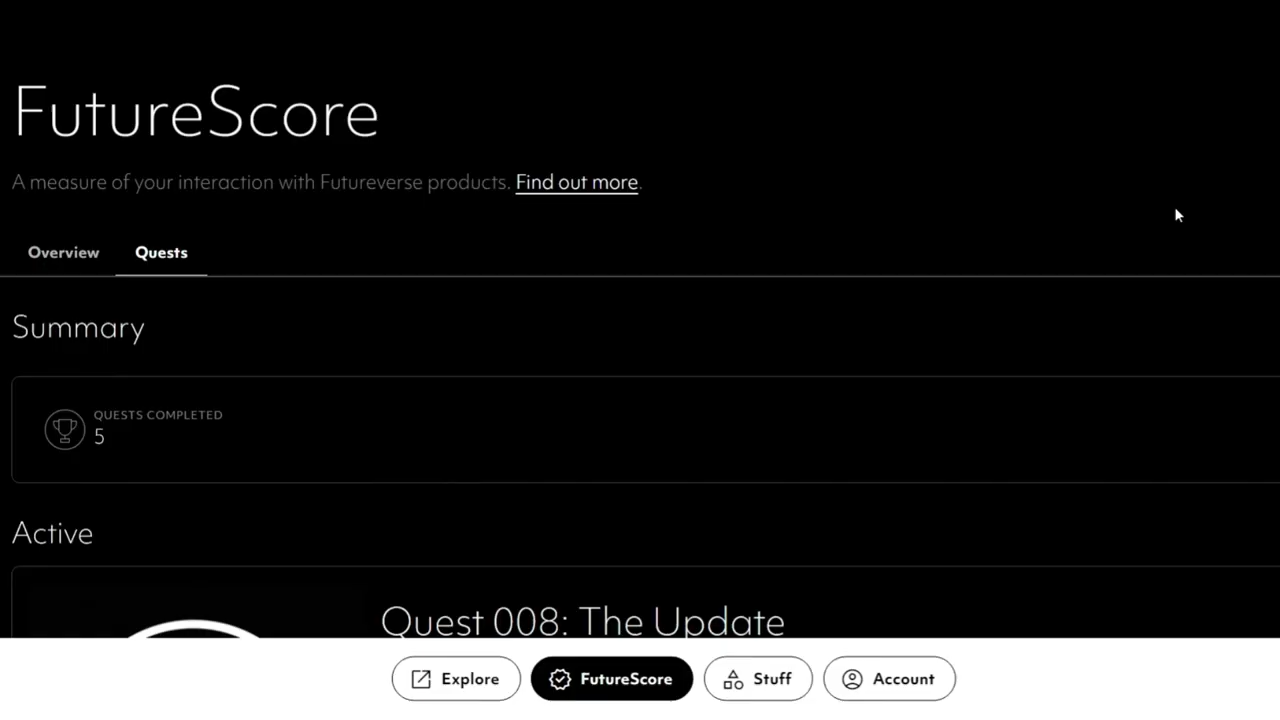 FutureScore
A measure of your interaction with Futureverse products. Find out more.
Overview Quests
Summary
QUESTS COMPLETED
5
Active
Quest 008: The Update
Explore FutureScore Stuff Account